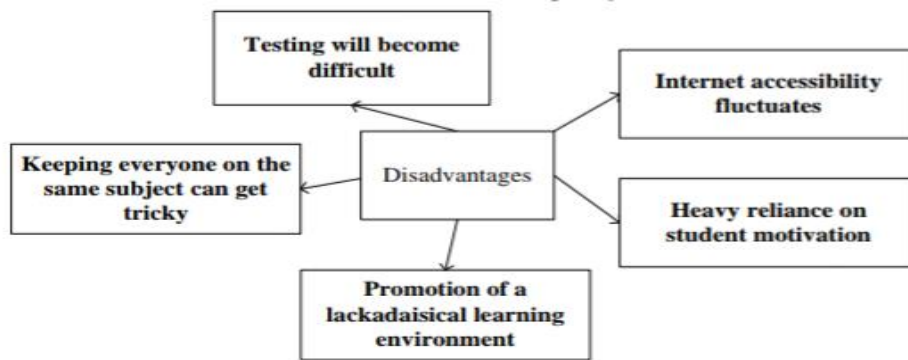 Testing will become
difficult
Internet accessibility
fluctuates
Keeping everyone on the
same subject can get
tricky
Disadvantages
Heavy reliance on
student motivation
Promotion of a
lackadaisical learning
environment